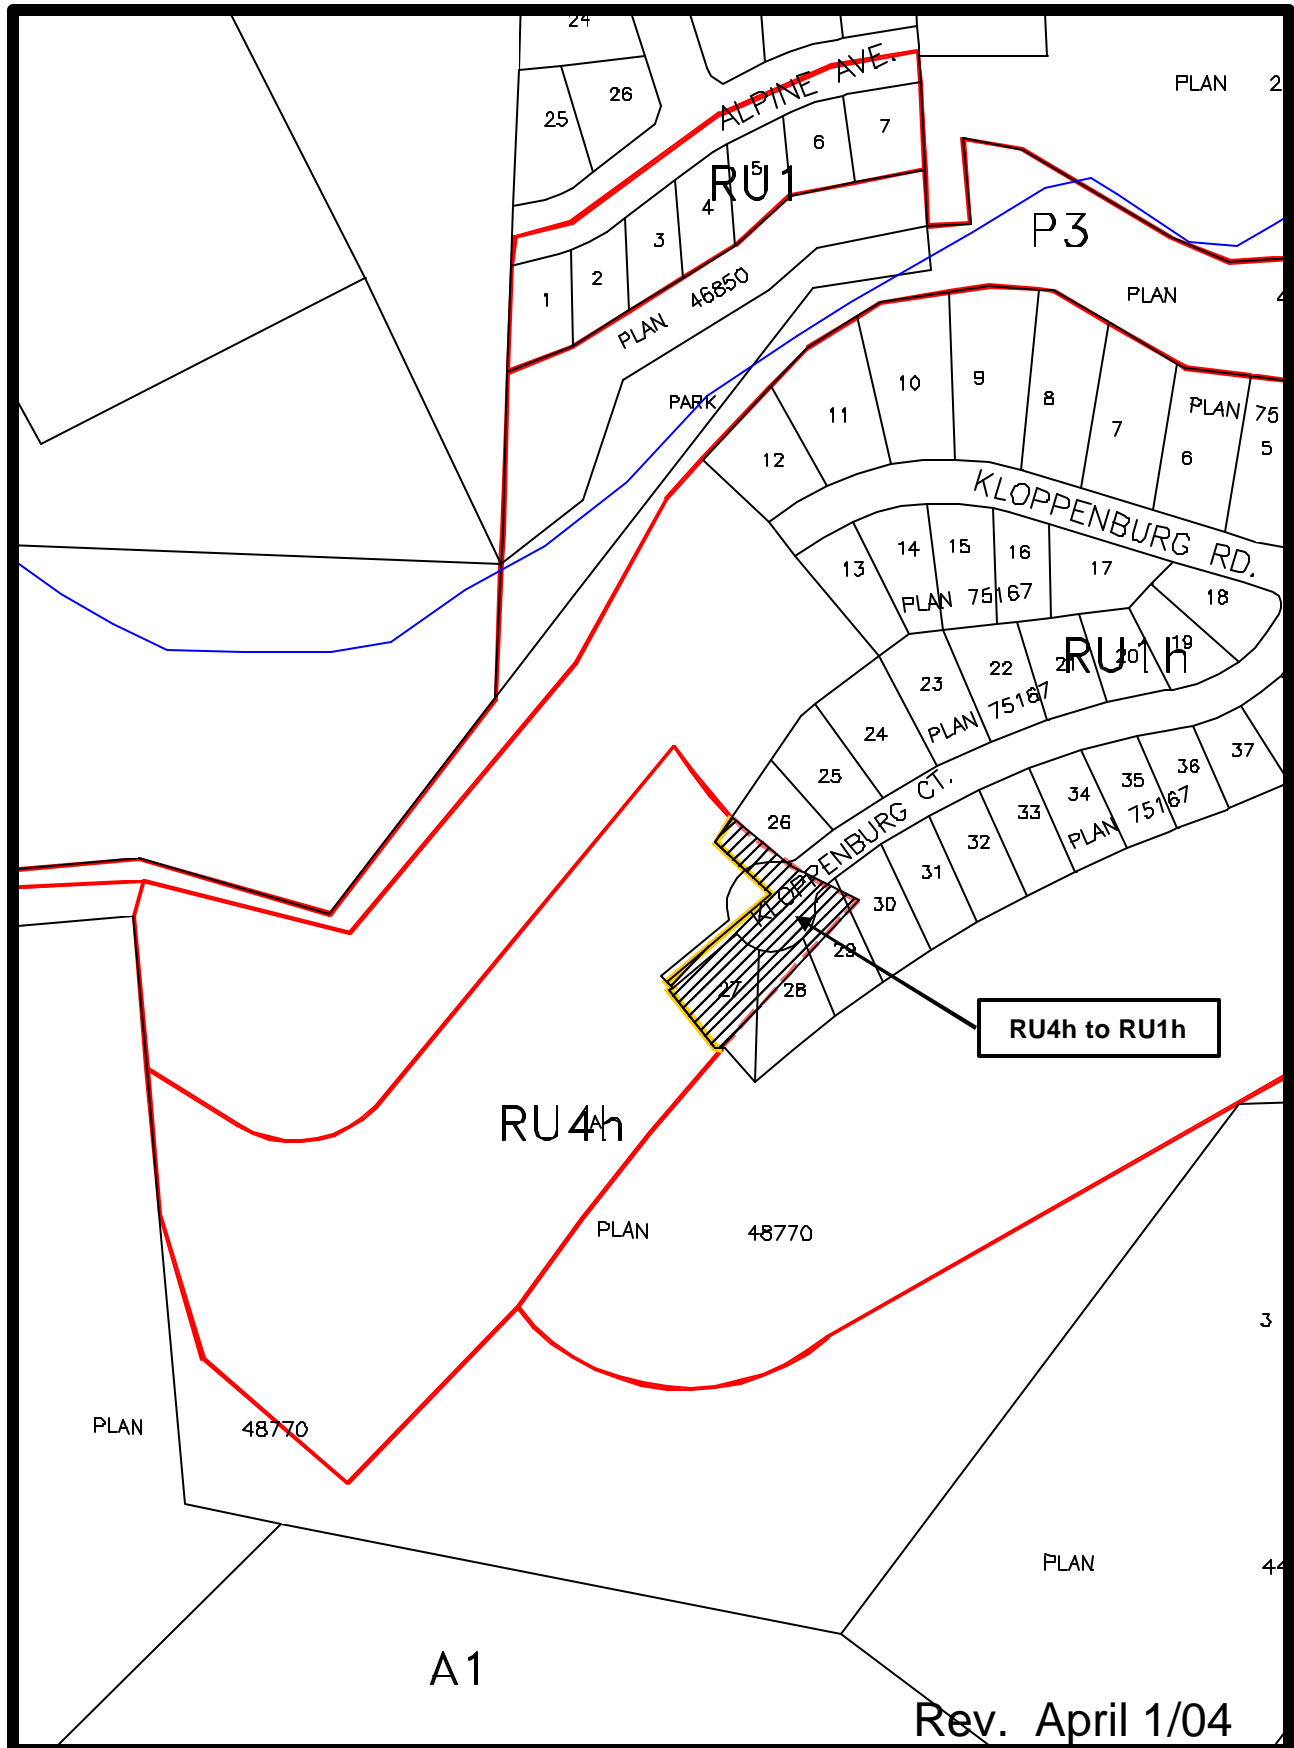 24
PLAN 2
26
25
ALPINE AVE.
7
6
5
RU1
4
P3
3
2
1
PLAN 46850
PLAN 4
PARK
10
9
8
11
7
PLAN 75
12
6
5
KLOPPENBURG RD.
14
15
16
17
13
18
PLAN 75167
RU1h
19
20
21
22
23
PLAN 75167
24
25
26
KLOPPENBURG CT.
37
36
35
34
33
PLAN 75167
32
31
30
29
28
27
RU4h to RU1h
RU4h
A
PLAN 48770
3
PLAN 48770
PLAN 44
A1
Rev. April 1/04